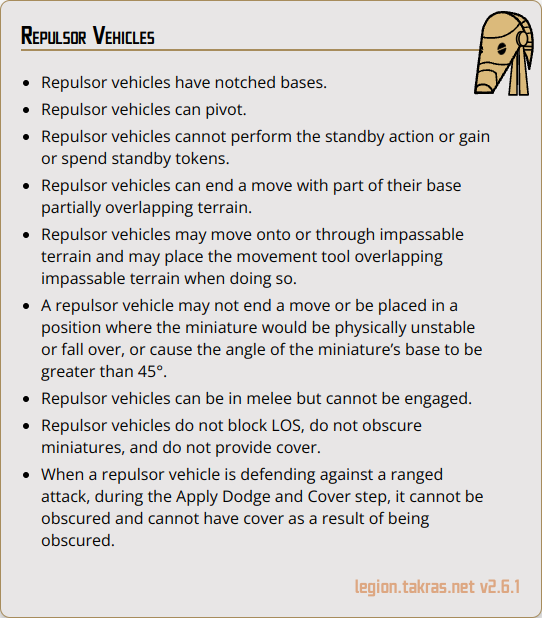 Repulsor Vehicles
• Repulsor vehicles have notched bases.
• Repulsor vehicles can pivot.
• Repulsor vehicles cannot perform the standby action or gain
or spend standby tokens.
• Repulsor vehicles can end a move with part of their base
partially overlapping terrain.
• Repulsor vehicles may move onto or through impassable
terrain and may place the movement tool overlapping
impassable terrain when doing so.
• A repulsor vehicle may not end a move or be placed in a
position where the miniature would be physically unstable
or fall over, or cause the angle of the miniature’s base to be
greater than 45°.
• Repulsor vehicles can be in melee but cannot be engaged.
• Repulsor vehicles do not block LOS, do not obscure
miniatures, and do not provide cover.
• When a repulsor vehicle is defending against a ranged
attack, during the Apply Dodge and Cover step, it cannot be
obscured and cannot have cover as a result of being
obscured.
legion.takras.net v2.6.1